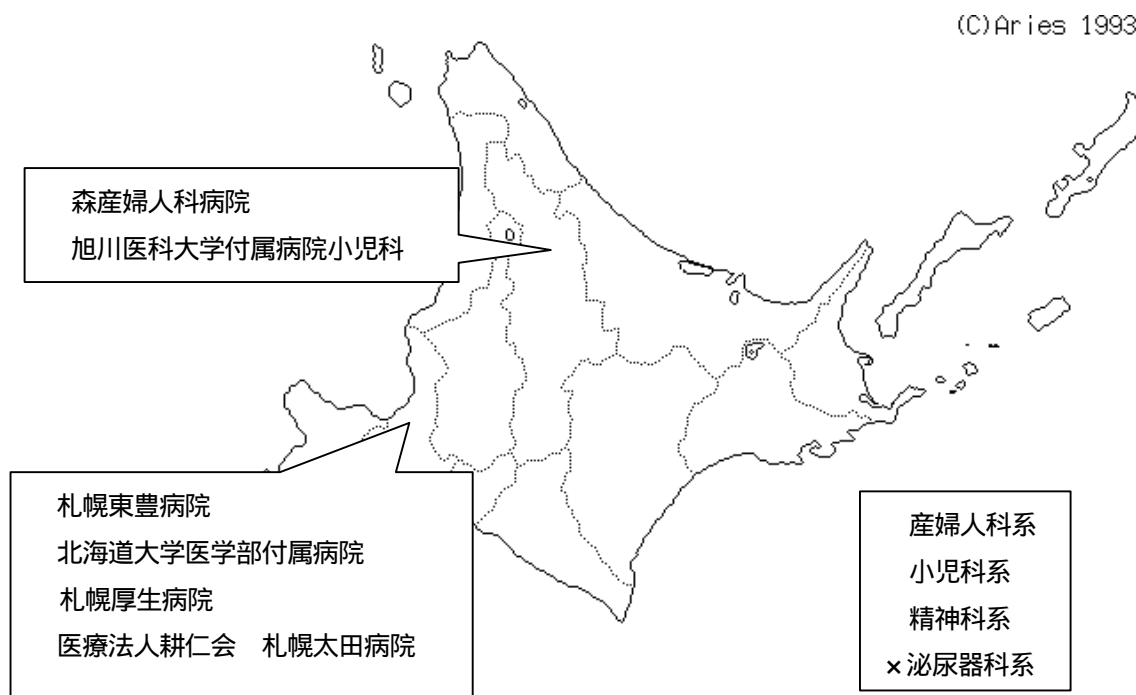 (C)Aries 1993
森産婦人科病院
旭川医科大学付属病院小児科
札幌東豊病院
北海道大学医学部付属病院
札幌厚生病院
医療法人耕仁会　札幌太田病院
産婦人科系
小児科系
精神科系
×泌尿器科系